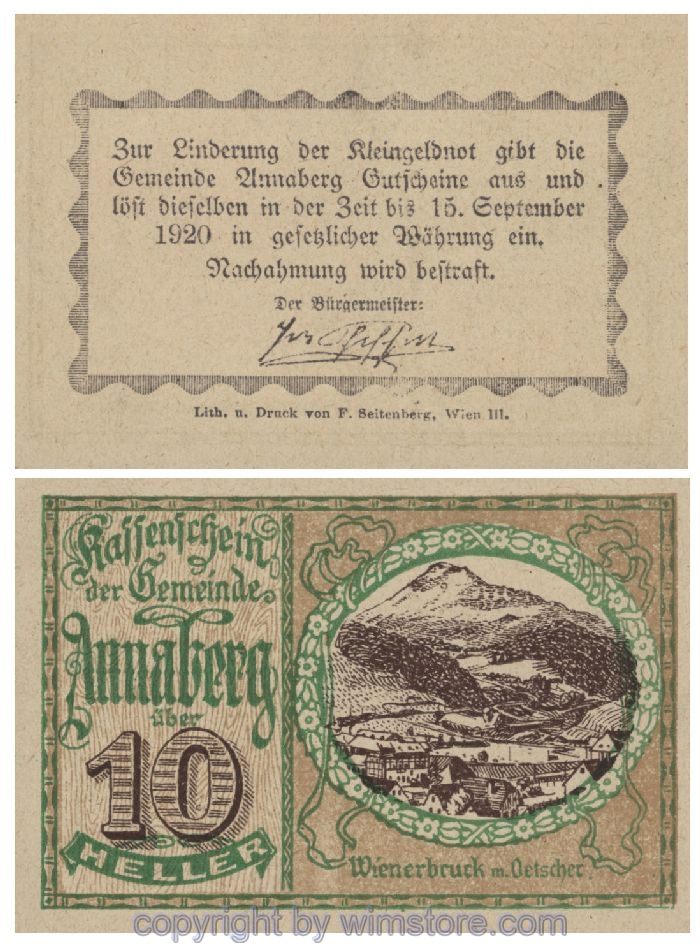 Zur Linderung der Kleingeldnot gibt die
Gemeinde Annaberg Gutscheine aus und
löst dieselben in der Zeit bis 15. September
1920 in gesetzlicher Währung ein.
Nachahmung wird bestraft.
Der Bürgermeister:
Lith. u. Druck von F. Seitenberg, Wien III.
Kassenschein
der Gemeinde
Annaberg
über
10
HELLER
Wienerbruck m. Oetscher
copyright by wimstore.com